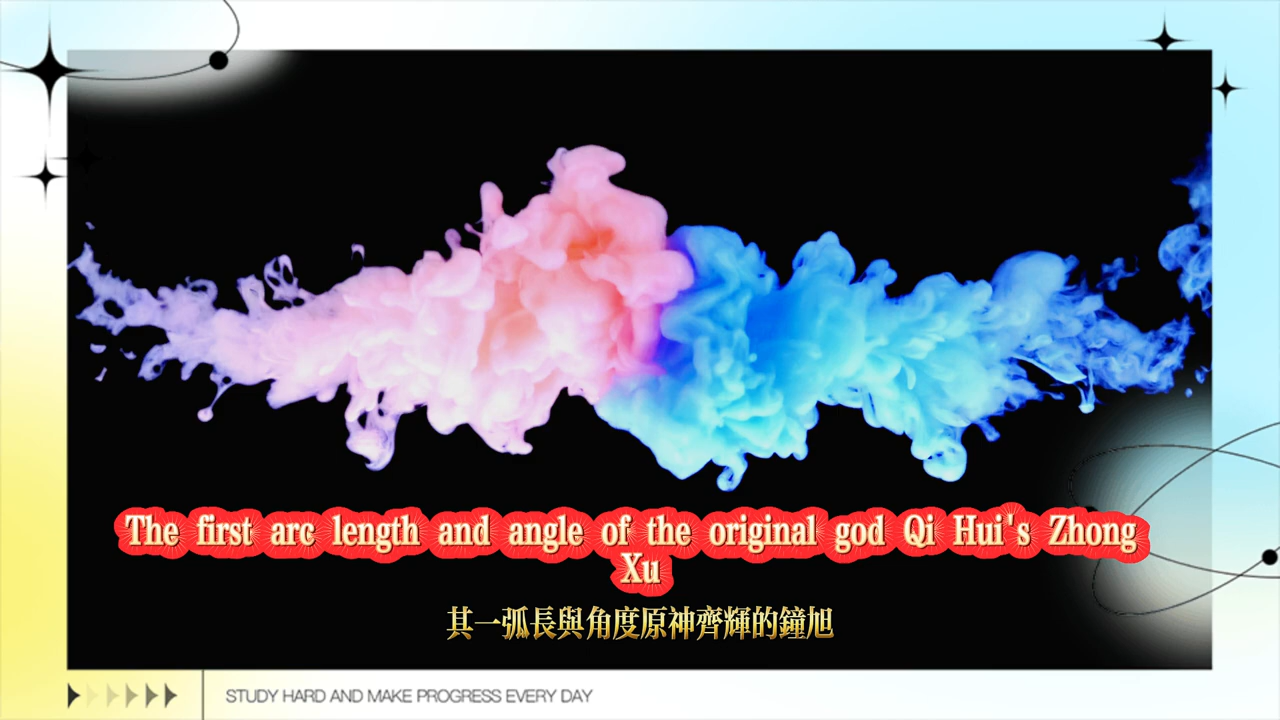 The first arc length and angle of the original god Qi Hui's Zhong
Xu
其一弧長與角度原神齊輝的鐘旭
STUDY HARD AND MAKE PROGRESS EVERY DAY